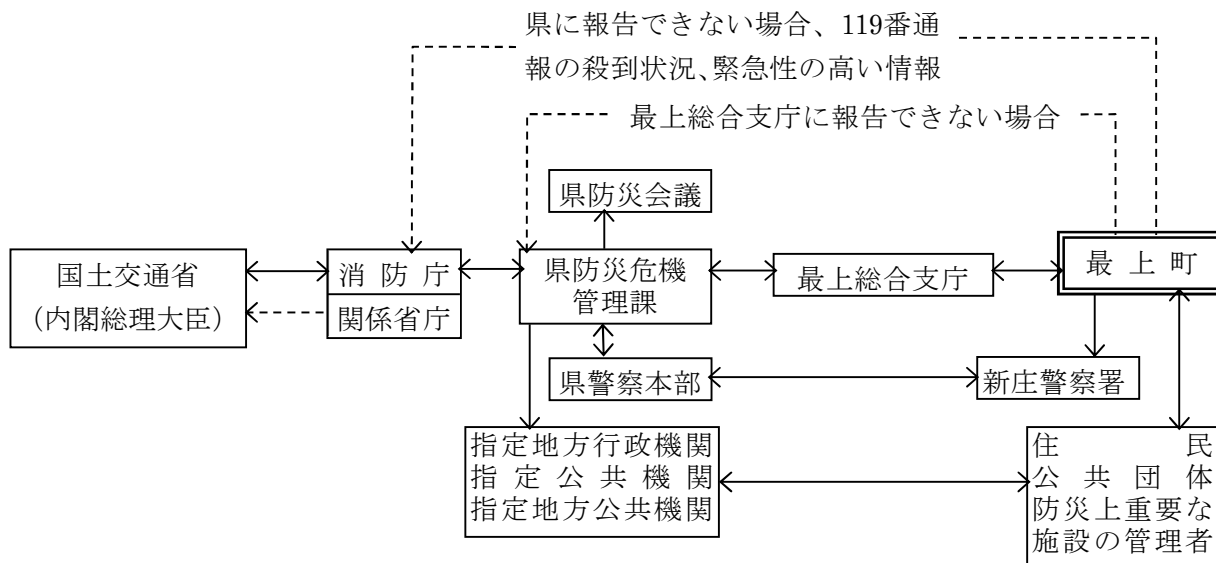 県に報告できない場合、119番通
報の殺到状況、緊急性の高い情報
最上総合支庁に報告できない場合
県防災会議
国土交通省
（内閣総理大臣）
消防庁
関係省庁
県防災危機
管理課
最上総合支庁
最上町
県警察本部
新庄警察署
指定地方行政機関
指定公共機関
指定地方公共機関
住民
公共団体
防災上重要な
施設の管理者